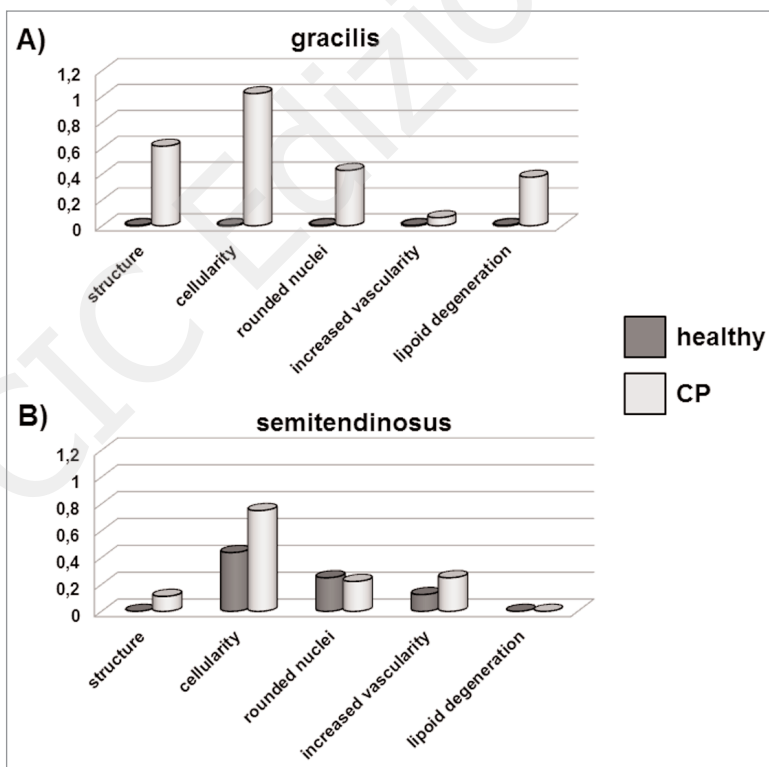 A)
gracilis
1,2
1
0,8
0,6
0,4
0,2
0
structure
cellularity
rounded nuclei
increased vascularity
lipoid degeneration
healthy
CP
B)
semitendinosus
1,2
1
0,8
0,6
0,4
0,2
0
structure
cellularity
rounded nuclei
increased vascularity
lipoid degeneration
CIC Edizio